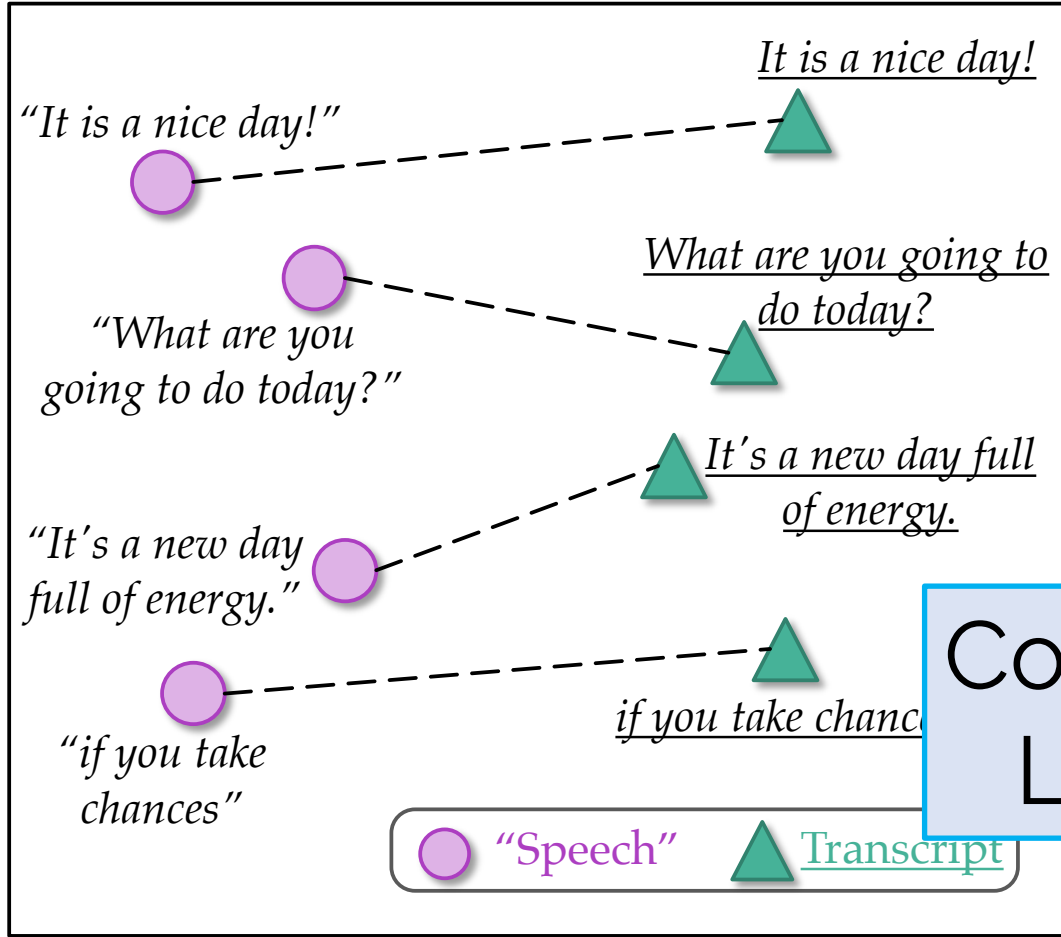 It is a nice day!
“It is a nice day!”
What are you going to
do today?
“What are you
going to do today?”
It's a new day full
of energy.
“It's a new day
full of energy.”
if you take
“if you take
chances”
“Speech”
Transcript